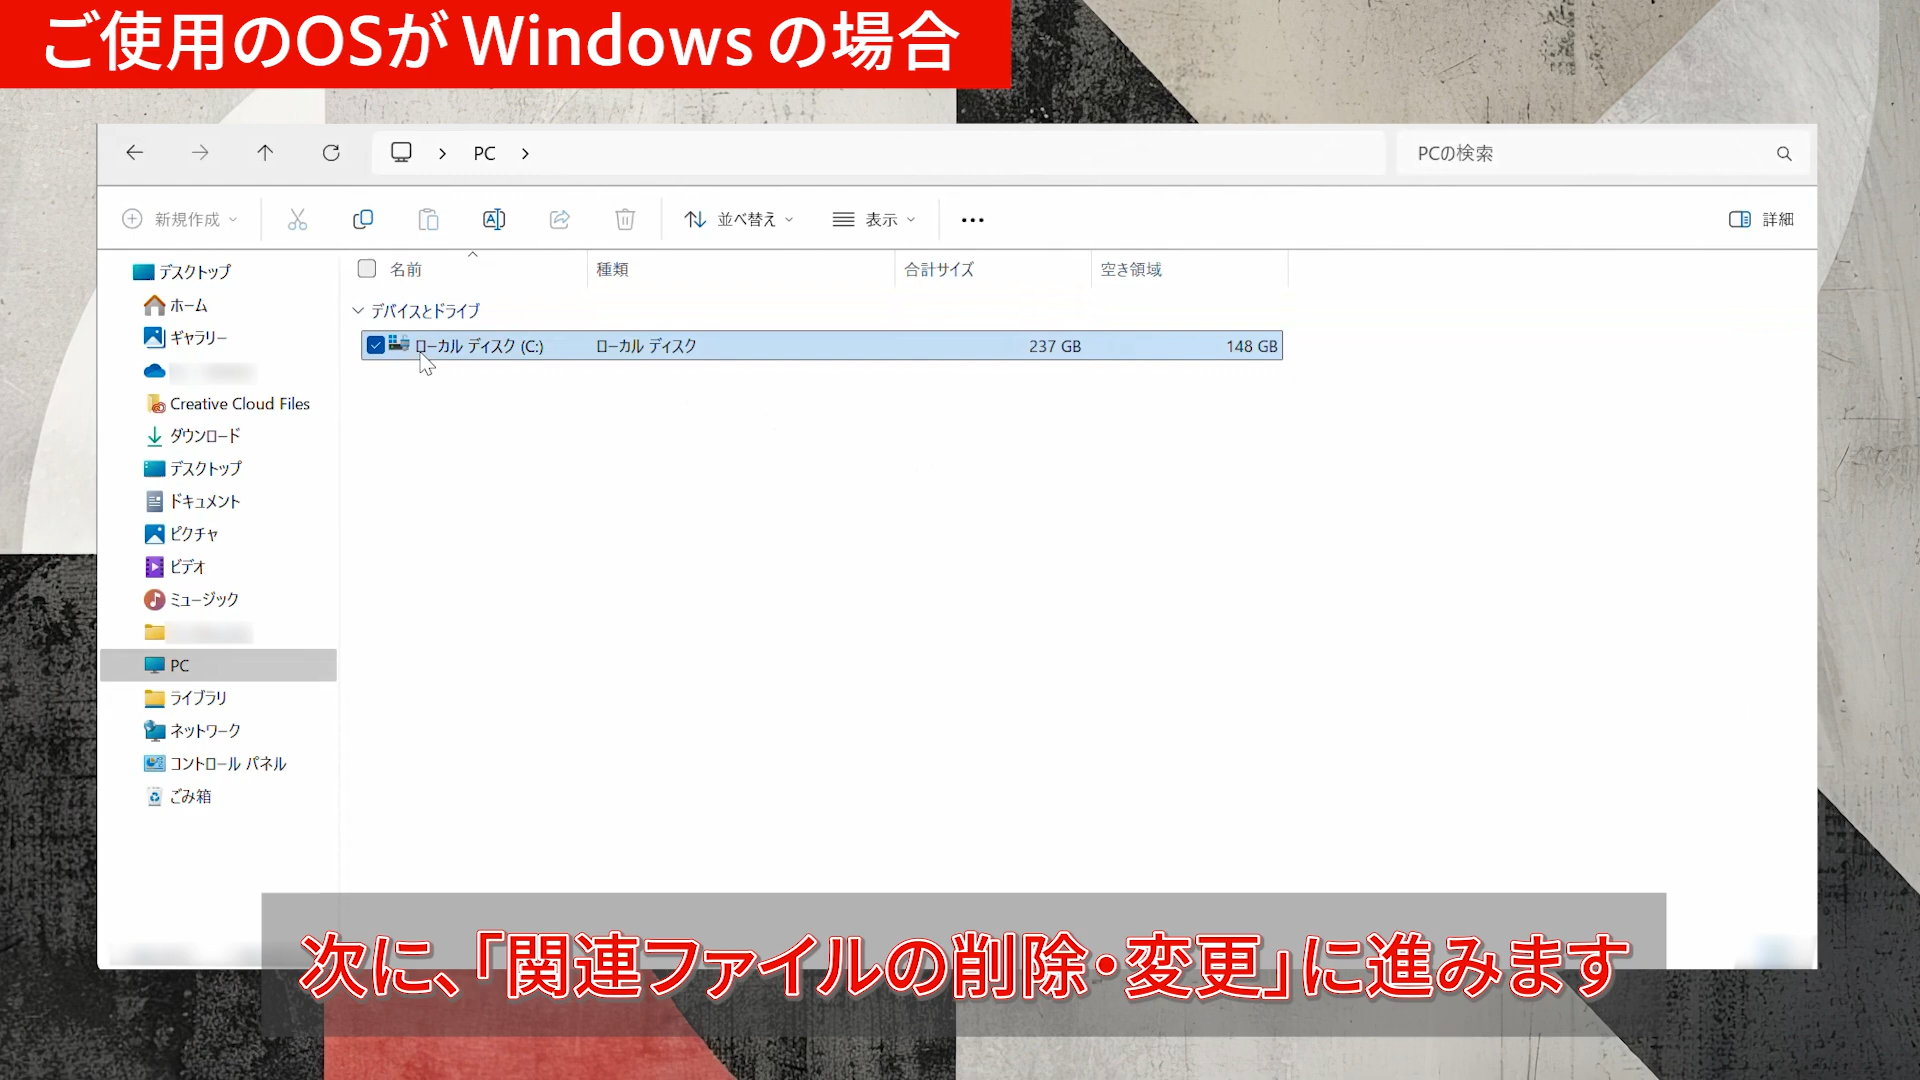 ご使用のOSが Windows の場合
PC
PCの検索
新規作成
並べ替え
表示
詳細
名前
種類
合計サイズ
空き領域
デバイスとドライブ
ローカル ディスク (C:)
ローカル ディスク
237 GB
148 GB
デスクトップ
ホーム
ギャラリー
Creative Cloud Files
ダウンロード
デスクトップ
ドキュメント
ピクチャ
ビデオ
ミュージック
PC
ライブラリ
ネットワーク
コントロール パネル
ごみ箱
次に、「関連ファイルの削除・変更」に進みます